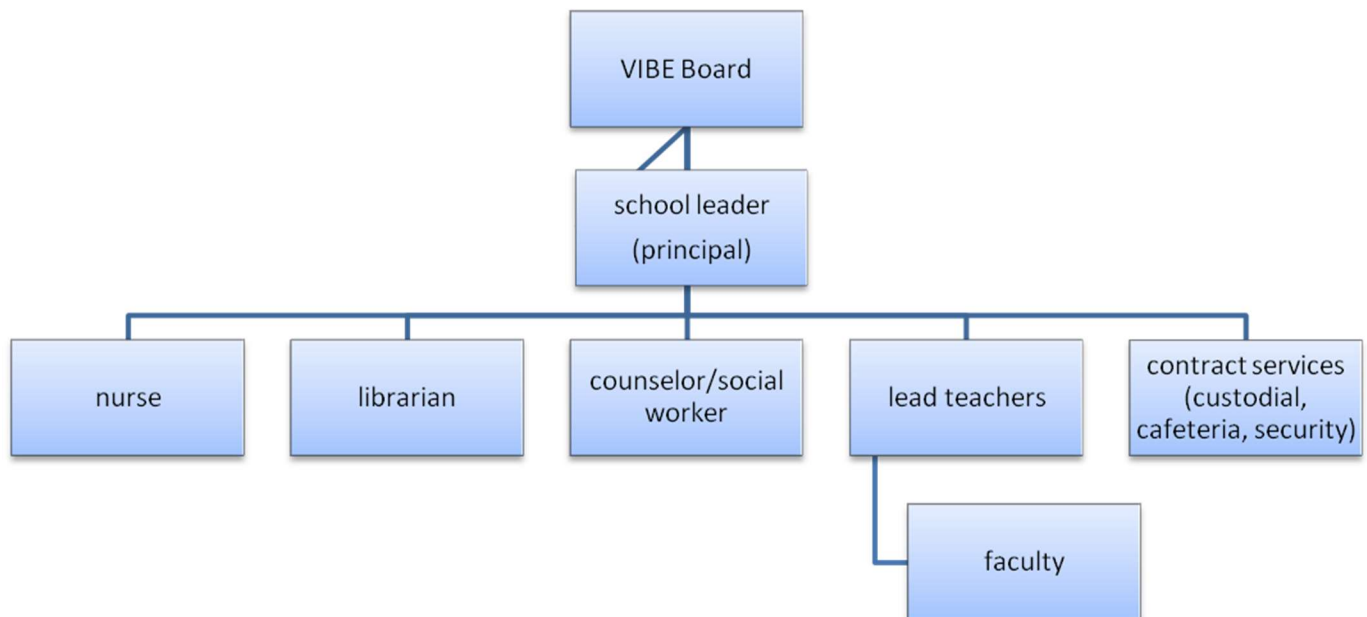 VIBE Board
school leader
(principal)
nurse
librarian
counselor/social
worker
lead teachers
contract services
(custodial,
cafeteria, security)
faculty